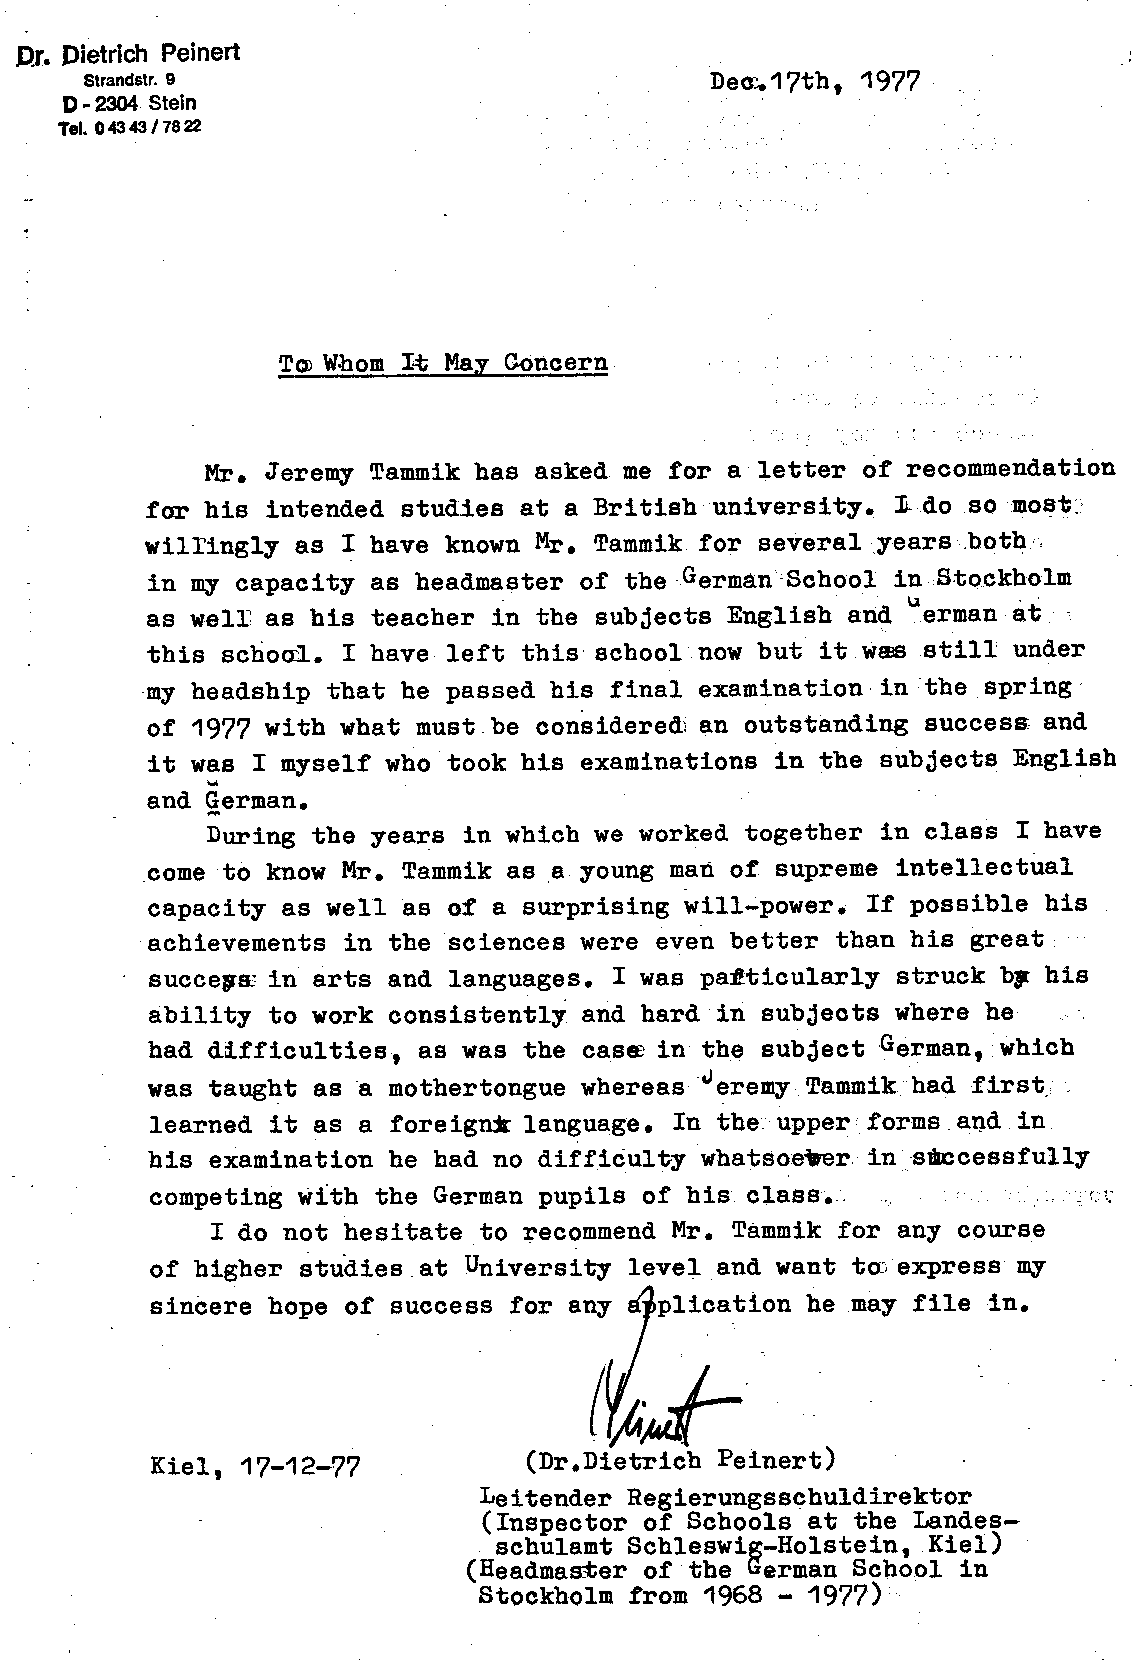 Dr. Dietrich Peinert
Strandstr. 9
D - 2304 Stein
Tel. 0 43 43 / 78 22
Dec.17th, 1977
To Whom It May Concern
Mr. Jeremy Tammik has asked me for a letter of recommendation
for his intended studies at a British university. I do so most
willingly as I have known Mr. Tammik for several years both
in my capacity as headmaster of the German School in Stockholm
as well as his teacher in the subjects English and German at
this school. I have left this school now but it was still under
my headship that he passed his final examination in the spring
of 1977 with what must be considered an outstanding success and
it was I myself who took his examinations in the subjects English
and German.
During the years in which we worked together in class I have
come to know Mr. Tammik as a young man of supreme intellectual
capacity as well as of a surprising will-power. If possible his
achievements in the sciences were even better than his great
success in arts and languages. I was particularly struck by his
ability to work consistently and hard in subjects where he
had difficulties, as was the case in the subject German, which
was taught as a mothertongue whereas Jeremy Tammik had first
learned it as a foreign language. In the upper forms and in
his examination he had no difficulty whatsoever in successfully
competing with the German pupils of his class.
I do not hesitate to recommend Mr. Tammik for any course
of higher studies at University level and want to express my
sincere hope of success for any application he may file in.
Peinert
Kiel, 17-12-77
(Dr.Dietrich Peinert)
Leitender Regierungsschuldirektor
(Inspector of Schools at the Landes-
schulamt Schleswig-Holstein, Kiel)
(Headmaster of the German School in
Stockholm from 1968 - 1977)